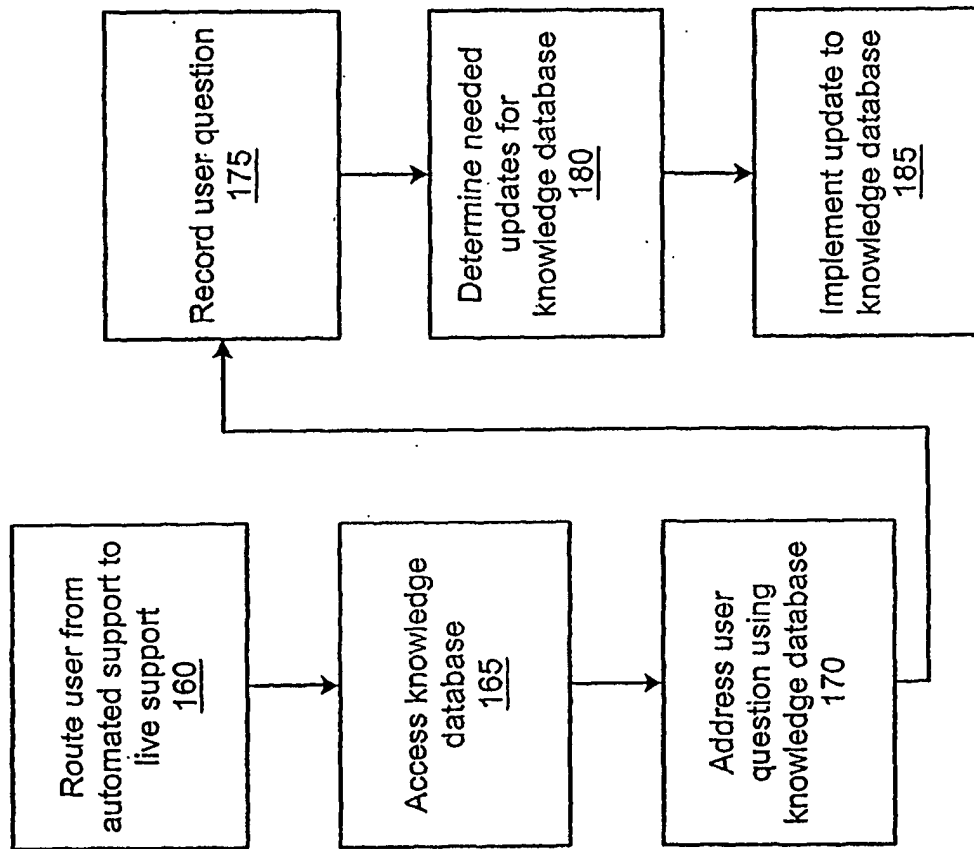 Route user from
automated support to
live support
160
Access knowledge
database
165
Address user
question using
knowledge database
170
Record user question
175
Determine needed
updates for
knowledge database
180
Implement update to
knowledge database
185